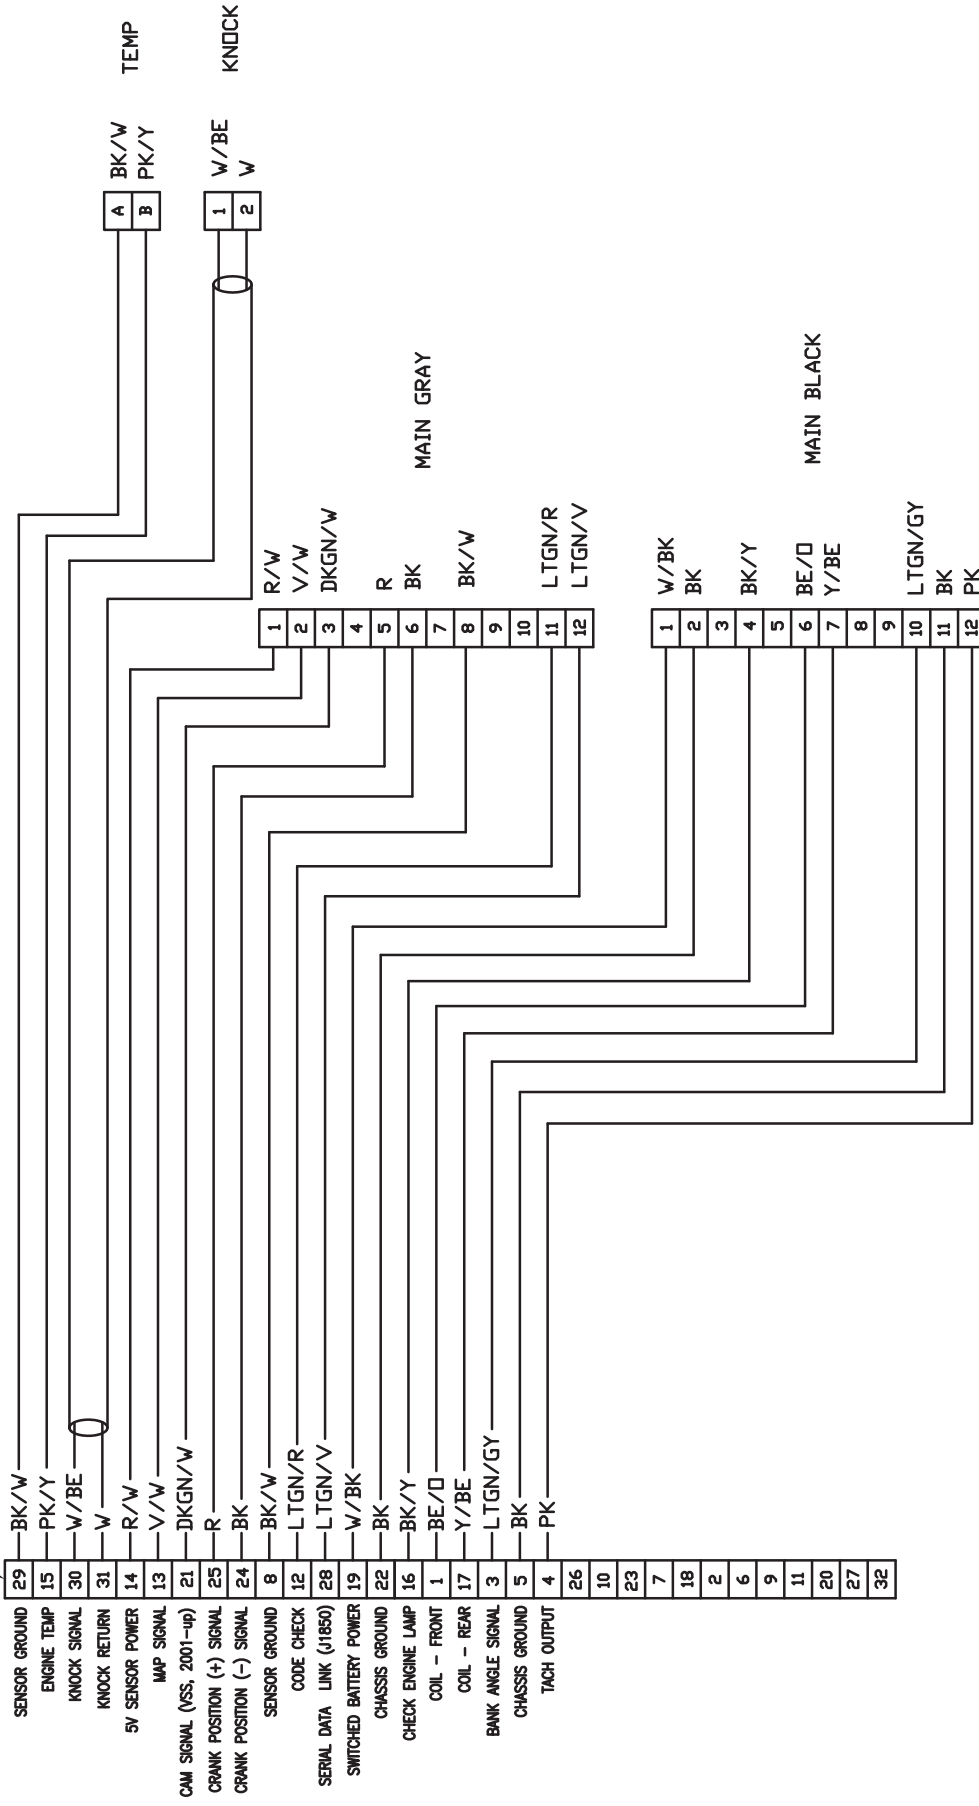 TEMP
KNOCK
A BK/W
B PK/Y
1 W/BE
2 W
MAIN GRAY
1 R/W
2 V/W
3 DKGN/W
4
5 R
6 BK
7
8 BK/W
9
10
11 LTGN/R
12 LTGN/V
MAIN BLACK
1 W/BK
2 BK
3
4 BK/Y
5
6 BE/O
7 Y/BE
8
9
10 LTGN/GY
11 BK
12 PK
SENSOR GROUND 29 BK/W
ENGINE TEMP 15 PK/Y
KNOCK SIGNAL 30 W/BE
KNOCK RETURN 31 W
5V SENSOR POWER 14 R/W
MAP SIGNAL 13 V/W
CAM SIGNAL (VSS, 2001-up) 21 DKGN/W
CRANK POSITION (+) SIGNAL 25 R
CRANK POSITION (-) SIGNAL 24 BK
SENSOR GROUND 8 BK/W
CODE CHECK 12 LTGN/R
SERIAL DATA LINK (J1850) 28 LTGN/V
SWITCHED BATTERY POWER 19 W/BK
CHASSIS GROUND 22 BK
CHECK ENGINE LAMP 16 BK/Y
COIL - FRONT 1 BE/O
COIL - REAR 17 Y/BE
BANK ANGLE SIGNAL 3 LTGN/GY
CHASSIS GROUND 5 BK
TACH OUTPUT 4 PK
26
10
23
7
18
2
6
9
11
20
27
32